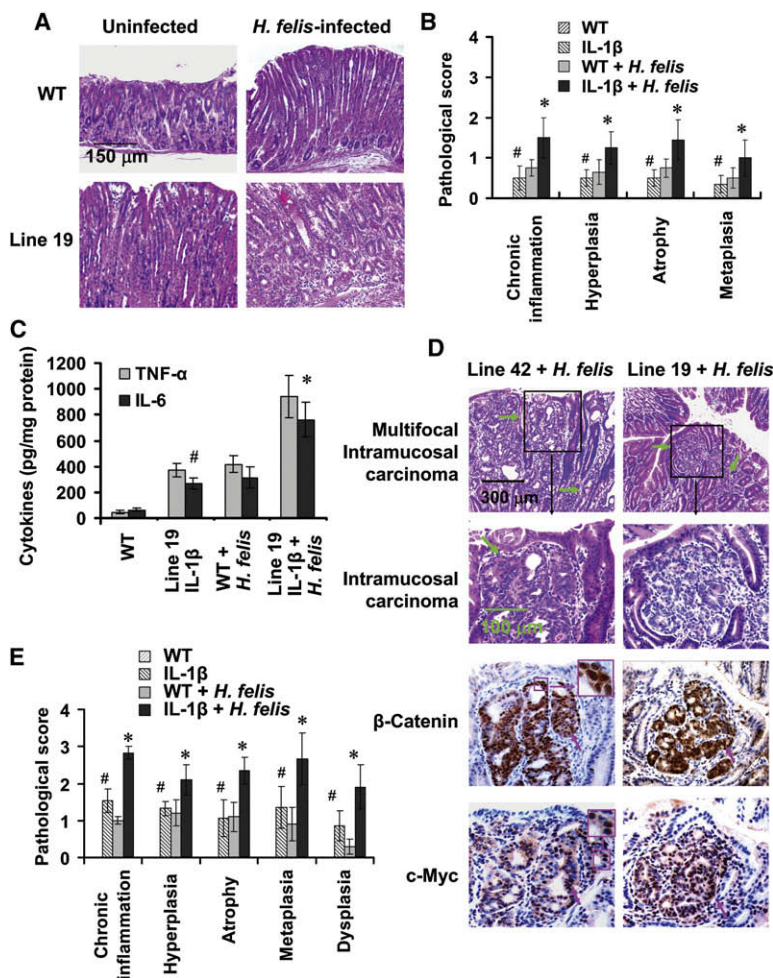 A
Uninfected
H. felis-infected
WT
150 μm
Line 19
B
WT
IL-1β
WT + H. felis
IL-1β + H. felis
Pathological score
4
3
2
1
0
# * # * # * # *
Chronic
inflammation
Hyperplasia
Atrophy
Metaplasia
C
TNF-α
IL-6
Cytokines (pg/mg protein)
1200
1000
800
600
400
200
0
# *
WT
Line 19
IL-1β
WT +
H. felis
Line 19
IL-1β +
H. felis
D
Line 42 + H. felis
Line 19 + H. felis
Multifocal
Intramucosal
carcinoma
300 μm
Intramucosal
carcinoma
100 μm
β-Catenin
c-Myc
E
WT
IL-1β
WT + H. felis
IL-1β + H. felis
Pathological score
4
3
2
1
0
# * # * # * # * # *
Chronic
inflammation
Hyperplasia
Atrophy
Metaplasia
Dysplasia